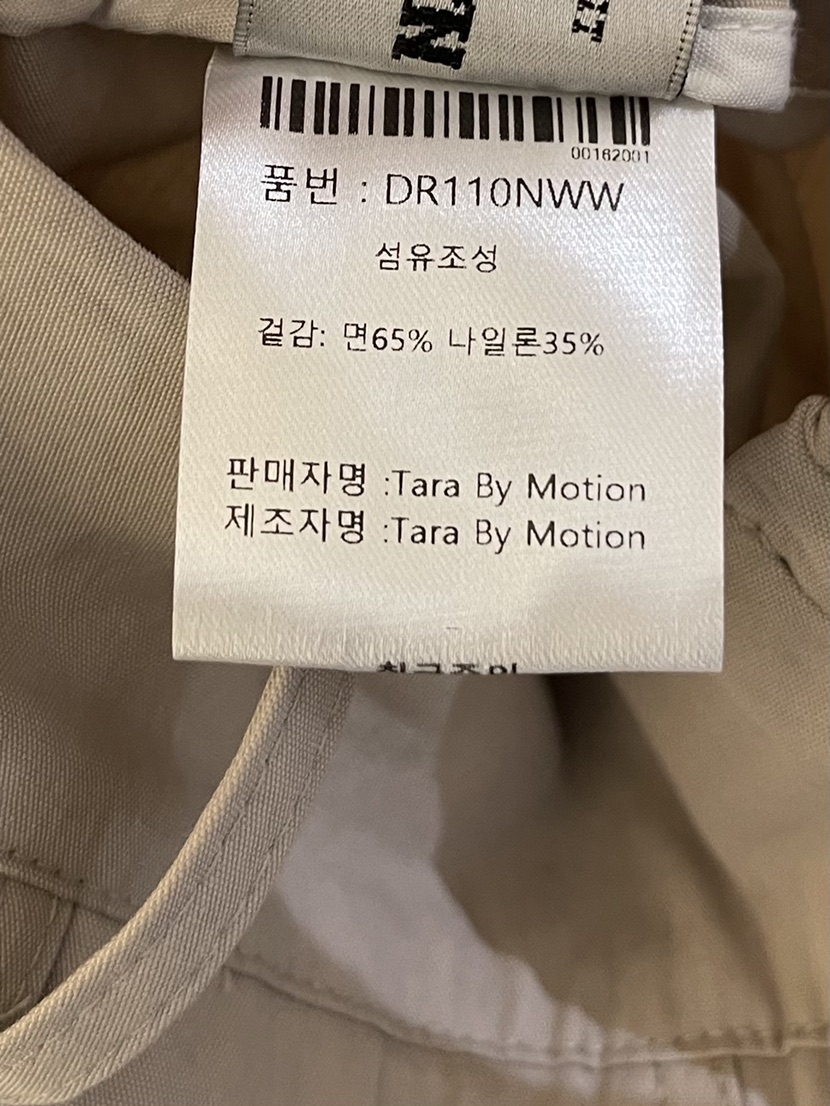 00162001
품번 : DR110NWW
섬유조성
겉감: 면65% 나일론35%
판매자명 :Tara By Motion
제조자명 :Tara By Motion